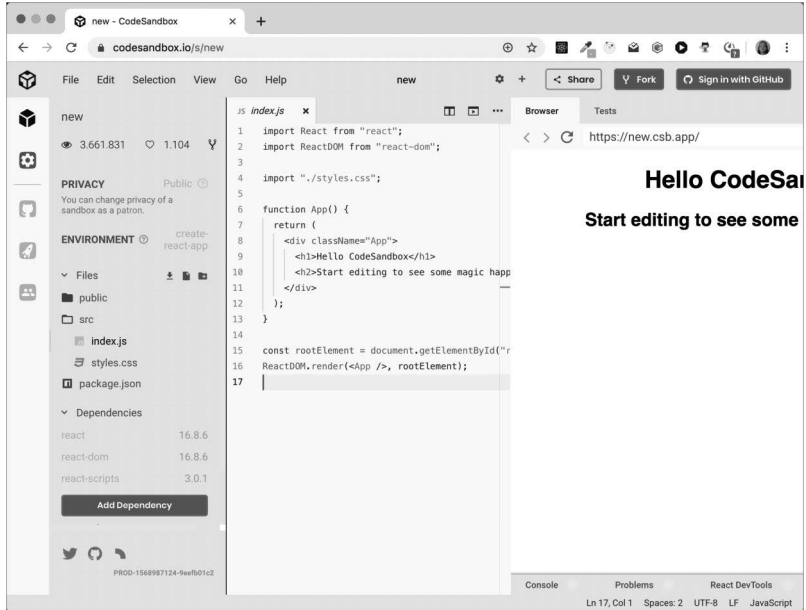 new - CodeSandbox
codesandbox.io/s/new
File Edit Selection View Go Help new Share Fork Sign in with GitHub
new
3.661.831 1.104
PRIVACY Public
You can change privacy of a
sandbox as a patron.
ENVIRONMENT create-
react-app
Files
public
src
index.js
styles.css
package.json
Dependencies
react 16.8.6
react-dom 16.8.6
react-scripts 3.0.1
Add Dependency
PROD-1568987124-9eefb01c2
JS index.js
1 import React from "react";
2 import ReactDOM from "react-dom";
3
4 import "./styles.css";
5
6 function App() {
7 return (
8 <div className="App">
9 <h1>Hello CodeSandbox</h1>
10 <h2>Start editing to see some magic happ
11 </div>
12 );
13 }
14
15 const rootElement = document.getElementById("r
16 ReactDOM.render(<App />, rootElement);
17
Browser Tests
https://new.csb.app/
Hello CodeSa
Start editing to see some
Console Problems React DevTools
Ln 17, Col 1 Spaces: 2 UTF-8 LF JavaScript